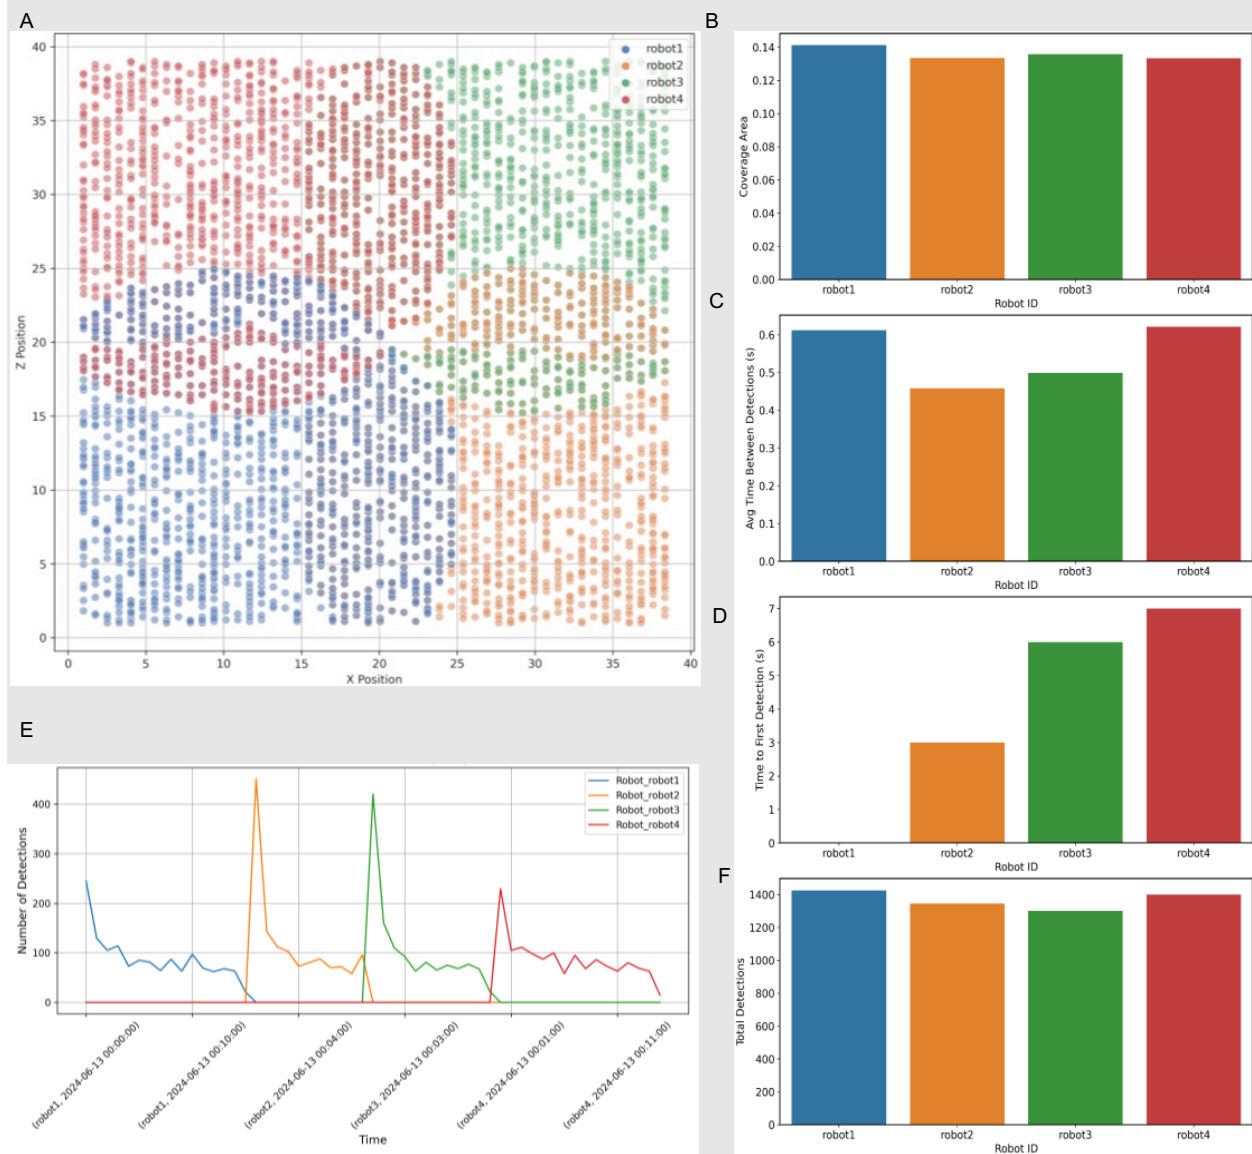 A
40
35
30
25
20
15
10
5
0
Z Position
0 5 10 15 20 25 30 35 40
X Position
robot1
robot2
robot3
robot4
B
0.14
0.12
0.10
0.08
0.06
0.04
0.02
0.00
Coverage Area
robot1 robot2 robot3 robot4
Robot ID
C
0.6
0.5
0.4
0.3
0.2
0.1
0.0
Avg Time Between Detections (s)
robot1 robot2 robot3 robot4
Robot ID
D
7
6
5
4
3
2
1
0
Time to First Detection (s)
robot1 robot2 robot3 robot4
Robot ID
E
400
300
200
100
0
Number of Detections
Robot_robot1
Robot_robot2
Robot_robot3
Robot_robot4
(robot1, 2024-06-13 00:00:00)
(robot1, 2024-06-13 00:10:00)
(robot2, 2024-06-13 00:04:00)
(robot3, 2024-06-13 00:03:00)
(robot4, 2024-06-13 00:01:00)
(robot4, 2024-06-13 00:11:00)
Time
F
1400
1200
1000
800
600
400
200
0
Total Detections
robot1 robot2 robot3 robot4
Robot ID